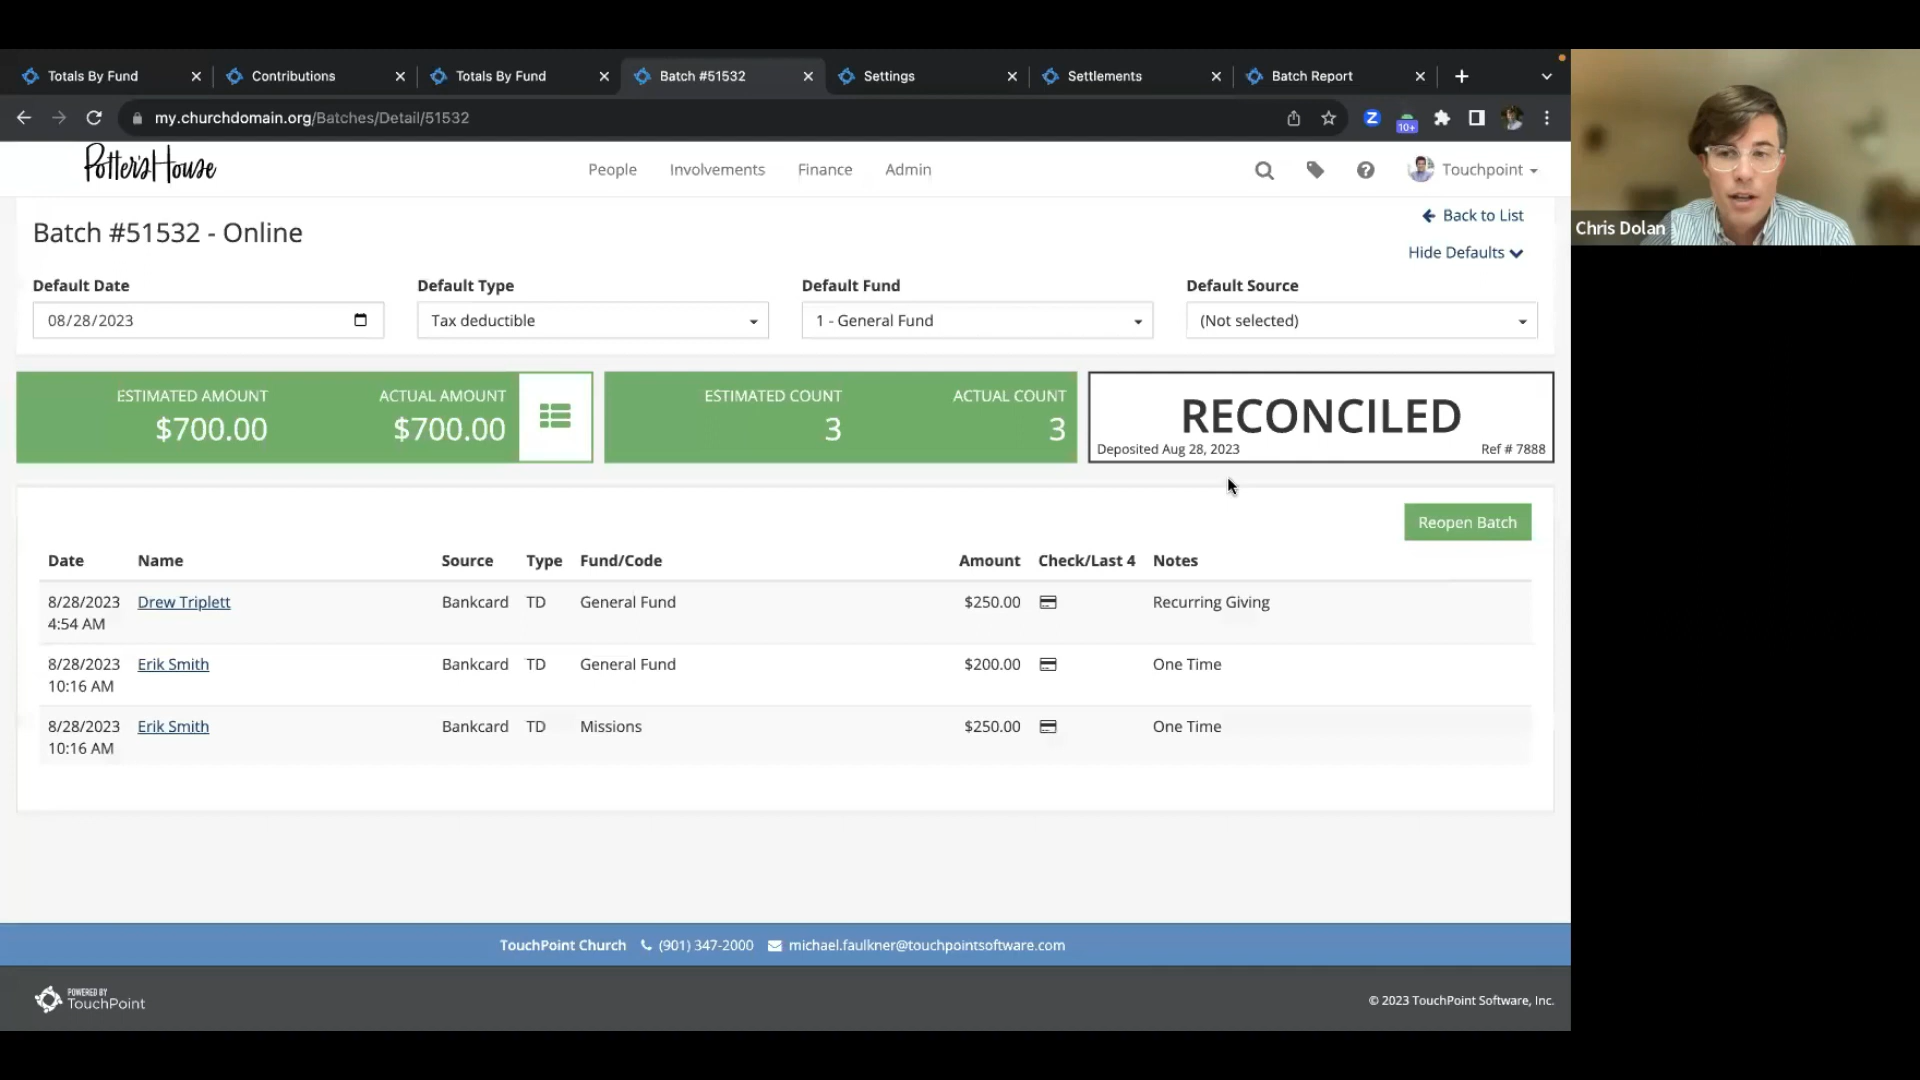 Totals By Fund
Contributions
Totals By Fund
Batch #51532
Settings
Settlements
Batch Report
my.churchdomain.org/Batches/Detail/51532
Z
10+
Potter's House
People
Involvements
Finance
Admin
Touchpoint
Chris Dolan
Batch #51532 - Online
Back to List
Hide Defaults
Default Date
Default Type
Default Fund
Default Source
08/28/2023
Tax deductible
1 - General Fund
(Not selected)
ESTIMATED AMOUNT
$700.00
ACTUAL AMOUNT
$700.00
ESTIMATED COUNT
3
ACTUAL COUNT
3
RECONCILED
Deposited Aug 28, 2023
Ref # 7888
Reopen Batch
Date Name Source Type Fund/Code Amount Check/Last 4 Notes
8/28/2023 Drew Triplett Bankcard TD General Fund $250.00 Recurring Giving
4:54 AM
8/28/2023 Erik Smith Bankcard TD General Fund $200.00 One Time
10:16 AM
8/28/2023 Erik Smith Bankcard TD Missions $250.00 One Time
10:16 AM
TouchPoint Church (901) 347-2000 michael.faulkner@touchpointsoftware.com
POWERED BY
TouchPoint
© 2023 TouchPoint Software, Inc.